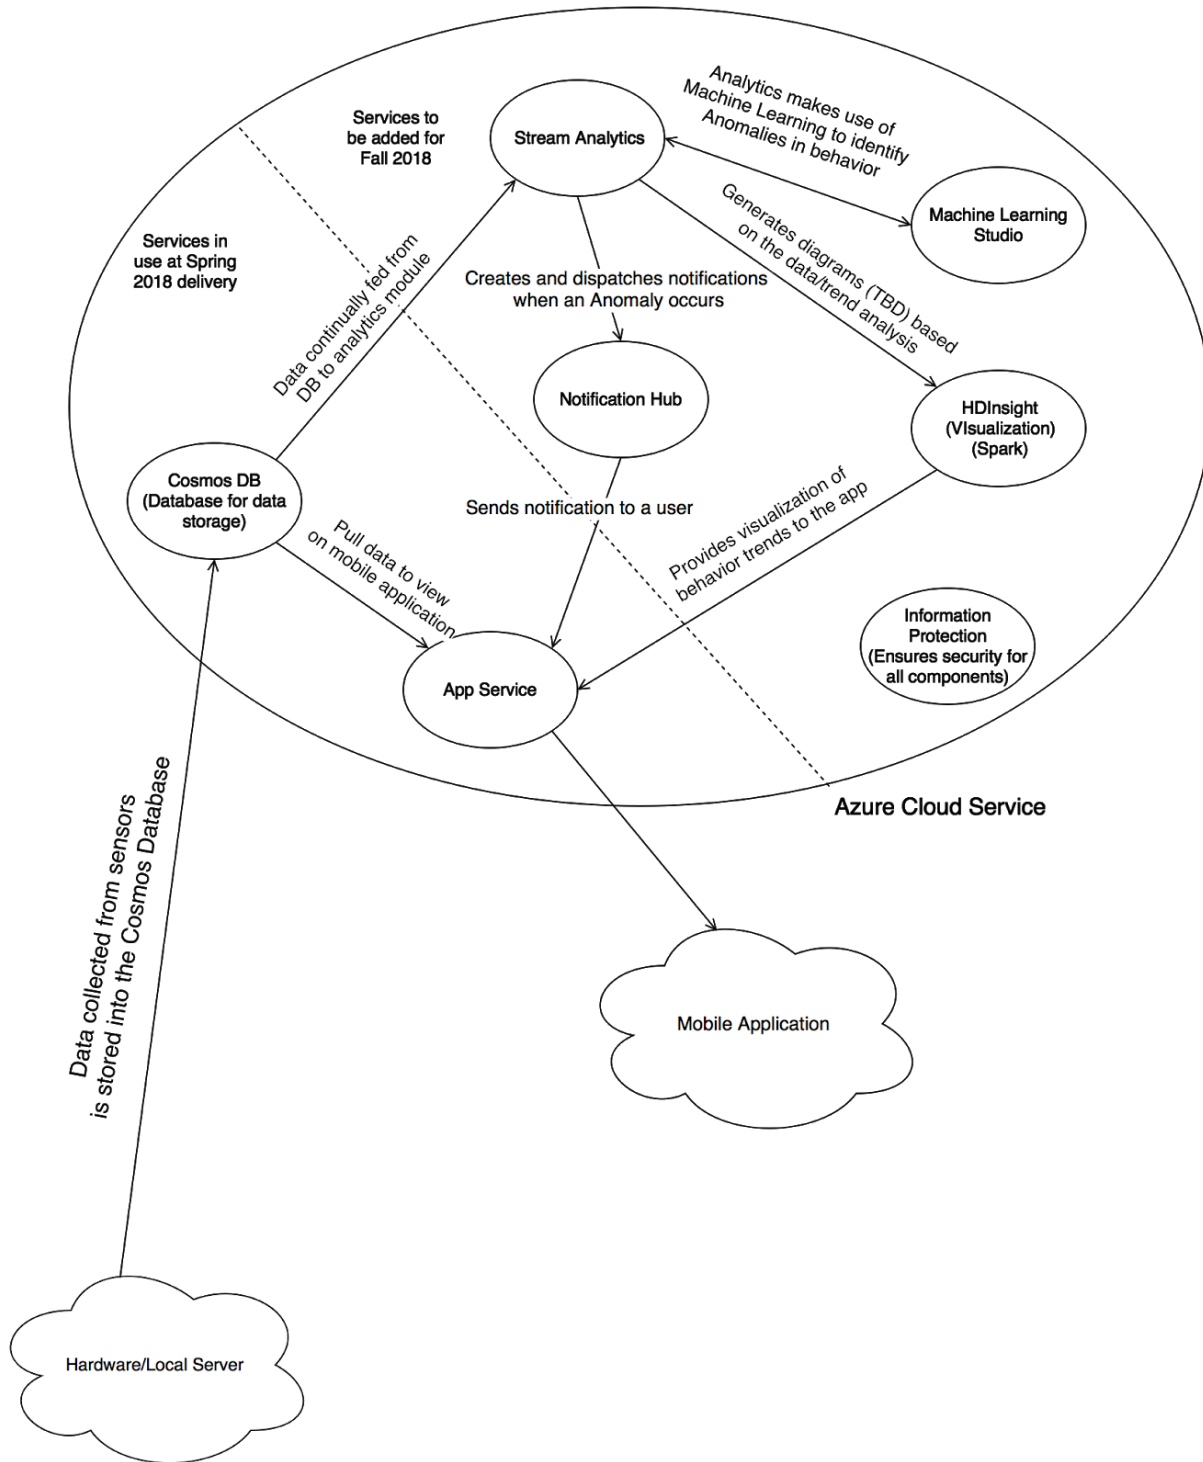 Services to
be added for
Fall 2018
Stream Analytics
Analytics makes use of
Machine Learning to identify
Anomalies in behavior
Machine Learning
Studio
Services in
use at Spring
2018 delivery
Data continually fed from
DB to analytics module
Creates and dispatches notifications
when an Anomaly occurs
Generates diagrams (TBD) based
on the data/trend analysis
Notification Hub
HDInsight
(VIsualization)
(Spark)
Cosmos DB
(Database for data
storage)
Sends notification to a user
Pull data to view
on mobile application
Provides visualization of
behavior trends to the app
Information
Protection
(Ensures security for
all components)
App Service
Azure Cloud Service
Data collected from sensors
is stored into the Cosmos Database
Mobile Application
Hardware/Local Server